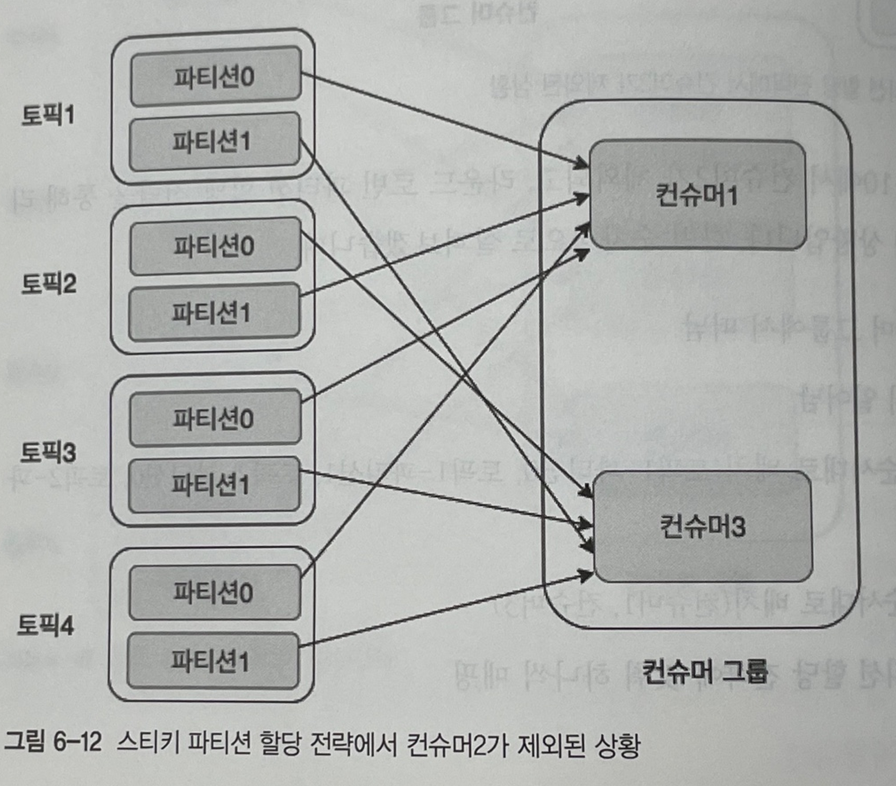 토픽1
파티션0
파티션1
토픽2
파티션0
파티션1
토픽3
파티션0
파티션1
토픽4
파티션0
파티션1
컨슈머1
컨슈머3
컨슈머 그룹
그림 6-12 스티키 파티션 할당 전략에서 컨슈머2가 제외된 상황